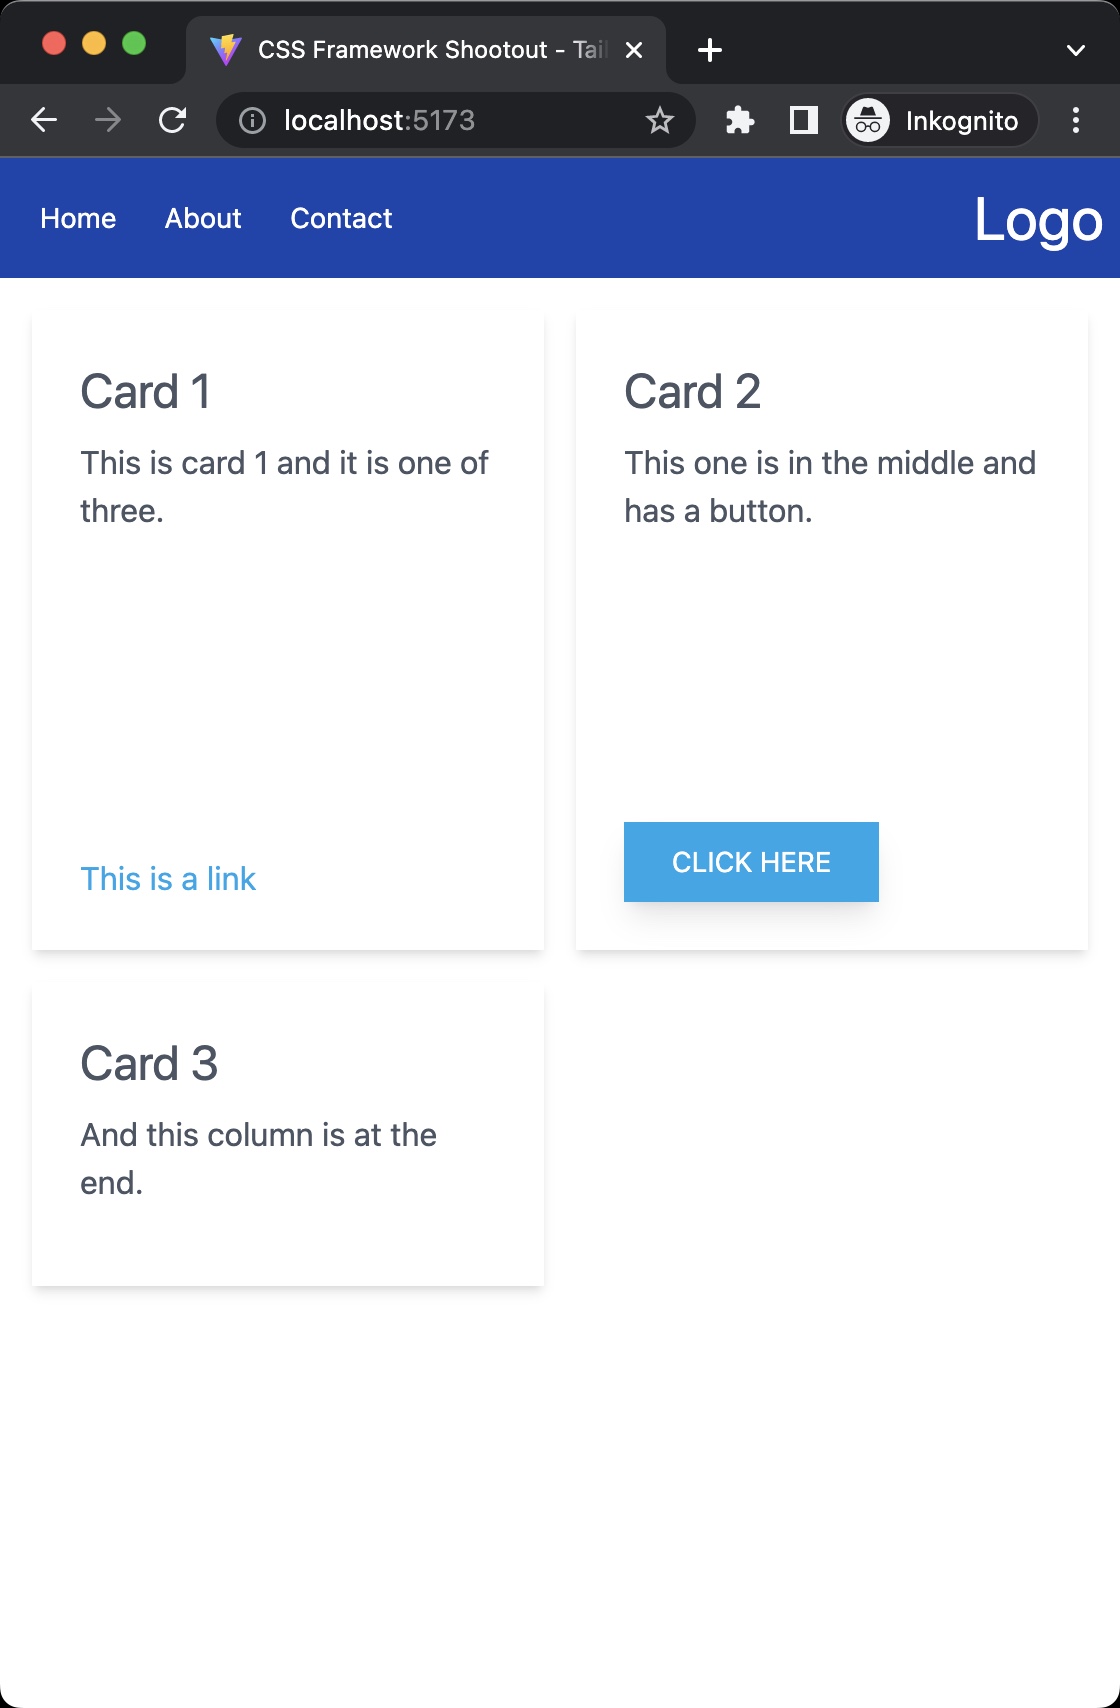 CSS Framework Shootout - Tail
localhost:5173
Inkognito
Home About Contact Logo
Card 1
This is card 1 and it is one of
three.
This is a link
Card 2
This one is in the middle and
has a button.
CLICK HERE
Card 3
And this column is at the
end.